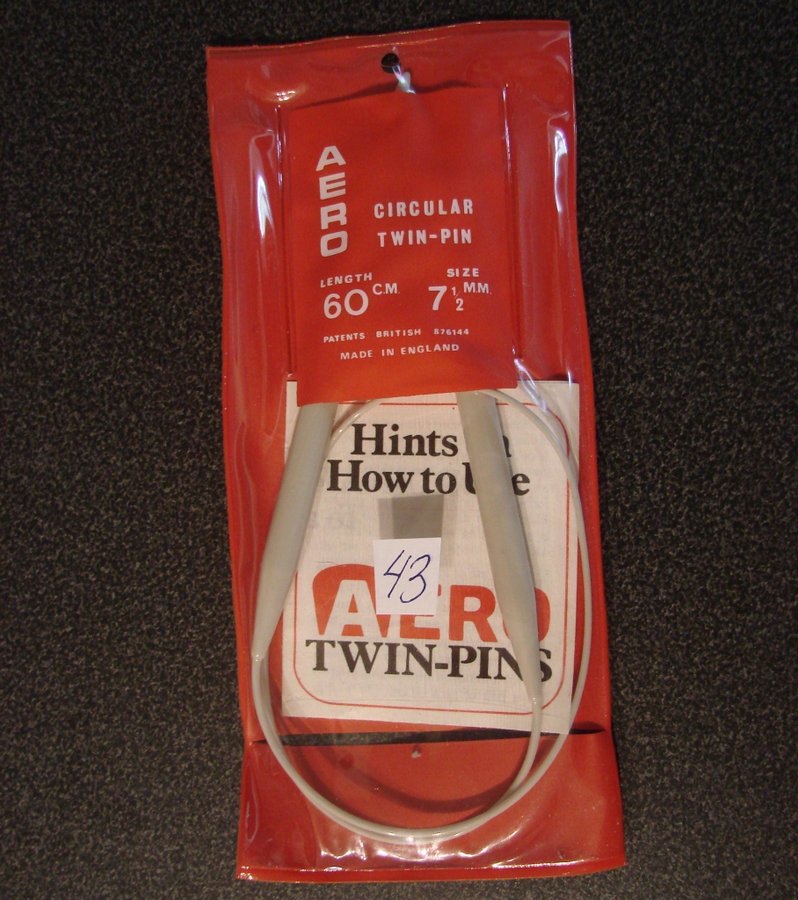 AERO
CIRCULAR
TWIN-PIN
LENGTH
60 C.M.
SIZE
7 1/2 M.M.
PATENTS BRITISH 876144
MADE IN ENGLAND
Hints
How to
43
AERO
TWIN-PINS